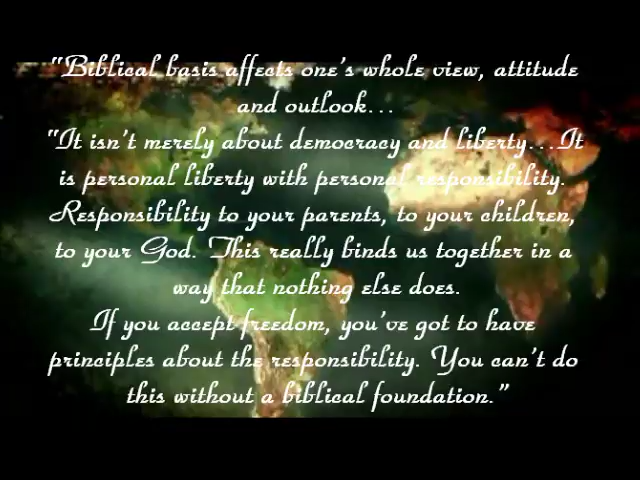 "Biblical basis affects one's whole view, attitude
and outlook...
"It isn't merely about democracy and liberty...It
is personal liberty with personal responsibility.
Responsibility to your parents, to your children,
to your God. This really binds us together in a
way that nothing else does.
If you accept freedom, you've got to have
principles about the responsibility. You can't do
this without a biblical foundation."